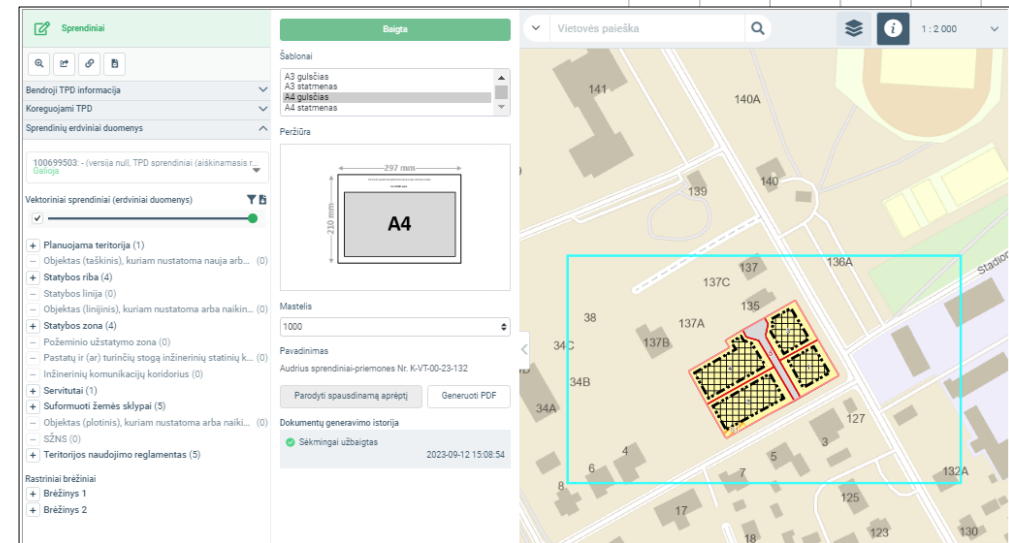 Sprendiniai
Bendroji TPD informacija
Koreguojami TPD
Sprendinių erdviniai duomenys
100699503: - (versija null, TPD sprendiniai (aiškinamasis r...
Galioja
Vektoriniai sprendiniai (erdviniai duomenys)
+ Planuojama teritorija (1)
– Objektas (taškinis), kuriam nustatoma nauja arb... (0)
+ Statybos riba (4)
– Statybos linija (0)
– Objektas (linijinis), kuriam nustatoma arba naikin... (0)
+ Statybos zona (4)
– Požeminio užstatymo zona (0)
– Pastatų ir (ar) turinčių stogą inžinerinių statinių k... (0)
– Inžinerinių komunikacijų koridorius (0)
+ Servitutai (1)
+ Suformuoti žemės sklypai (5)
– Objektas (plotinis), kuriam nustatoma arba naiki... (0)
– SŽNS (0)
+ Teritorijos naudojimo reglamentas (5)
Rastriniai brėžiniai
+ Brėžinys 1
+ Brėžinys 2
Baigta
Šablonai
A3 gulsčias
A3 statmenas
A4 gulsčias
A4 statmenas
Peržiūra
297 mm
210 mm
A4
Mastelis
1000
Pavadinimas
Audrius sprendiniai-priemones Nr. K-VT-00-23-132
Parodyti spausdinamą aprėptį
Generuoti PDF
Dokumentų generavimo istorija
Sėkmingai užbaigtas
2023-09-12 15:08:54
Vietovės paieška
i
1 : 2 000
141
140A
139
140
136A
137
137C
135
38
137A
34C
137B
34B
34A
127
3
4
5
6
7
8
132A
125
17
18
123
130